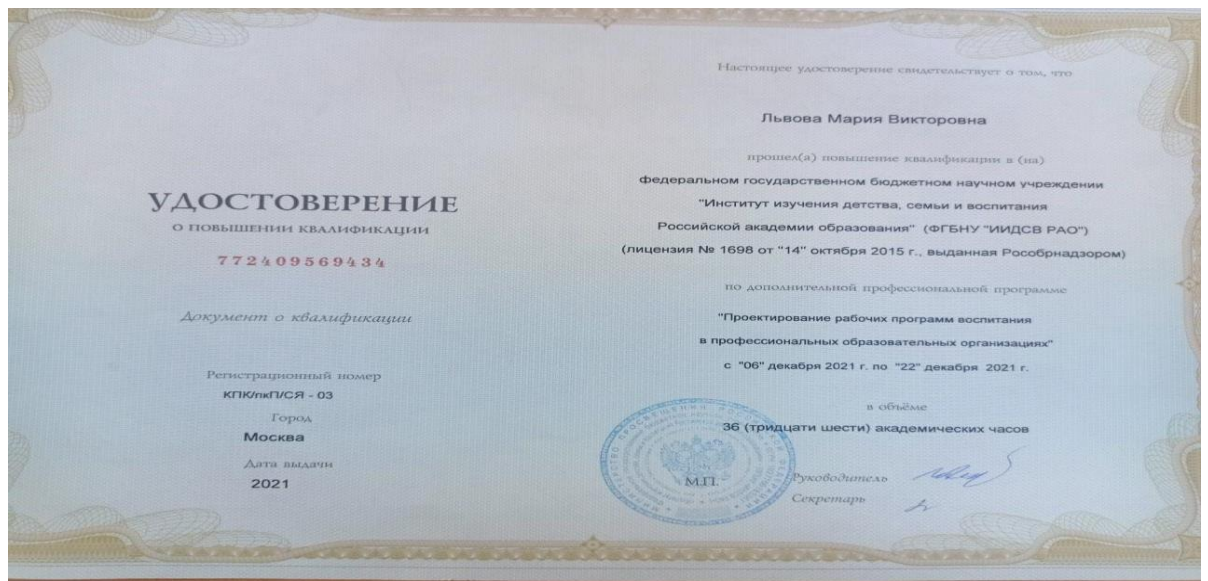 УДОСТОВЕРЕНИЕ
О ПОВЫШЕНИИ КВАЛИФИКАЦИИ
772409569434
Документ о квалификации
Регистрационный номер
КПК/пкП/СЯ - 03
Город
Москва
Дата выдачи
2021
Настоящее удостоверение свидетельствует о том, что
Львова Мария Викторовна
прошел(а) повышение квалификации в (на)
федеральном государственном бюджетном научном учреждении
"Институт изучения детства, семьи и воспитания
Российской академии образования" (ФГБНУ "ИИДСВ РАО")
(лицензия № 1698 от "14" октября 2015 г., выданная Рособрнадзором)
по дополнительной профессиональной программе
"Проектирование рабочих программ воспитания
в профессиональных образовательных организациях"
с "06" декабря 2021 г. по "22" декабря 2021 г.
в объёме
36 (тридцати шести) академических часов
МИНИСТЕРСТВО ПРОСВЕЩЕНИЯ РОССИЙСКОЙ ФЕДЕРАЦИИ
М.П.
Руководитель
Секретарь